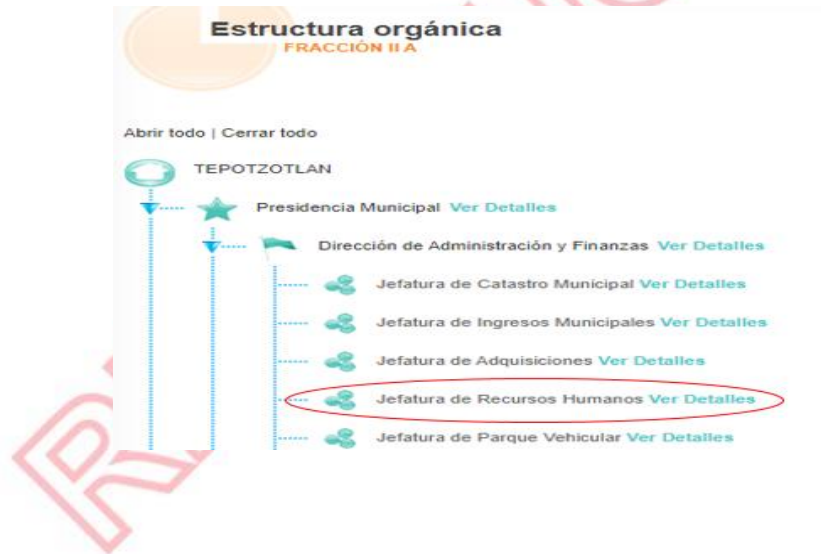 Estructura orgánica
FRACCIÓN II A
Abrir todo | Cerrar todo
TEPOTZOTLAN
Presidencia Municipal Ver Detalles
Dirección de Administración y Finanzas Ver Detalles
Jefatura de Catastro Municipal Ver Detalles
Jefatura de Ingresos Municipales Ver Detalles
Jefatura de Adquisiciones Ver Detalles
Jefatura de Recursos Humanos Ver Detalles
Jefatura de Parque Vehicular Ver Detalles